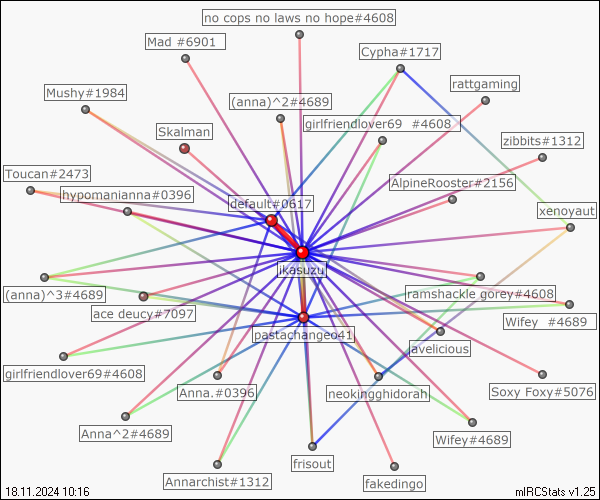 no cops no laws no hope#4608
Mad #6901
Cypha#1717
rattgaming
Mushy#1984
(anna)^2#4689
girlfriendlover69 #4608
Skalman
zibbits#1312
Toucan#2473
AlpineRooster#2156
hypomanianna#0396
default#0617
xenoyaut
ikasuzu
(anna)^3#4689
ramshackle gorey#4608
ace deucy#7097
Wifey #4689
pastachangeo41
avelicious
girlfriendlover69#4608
Anna.#0396
neokingghidorah
Soxy Foxy#5076
Anna^2#4689
Wifey#4689
frisout
Annarchist#1312
fakedingo
18.11.2024 10:16
mIRCStats v1.25